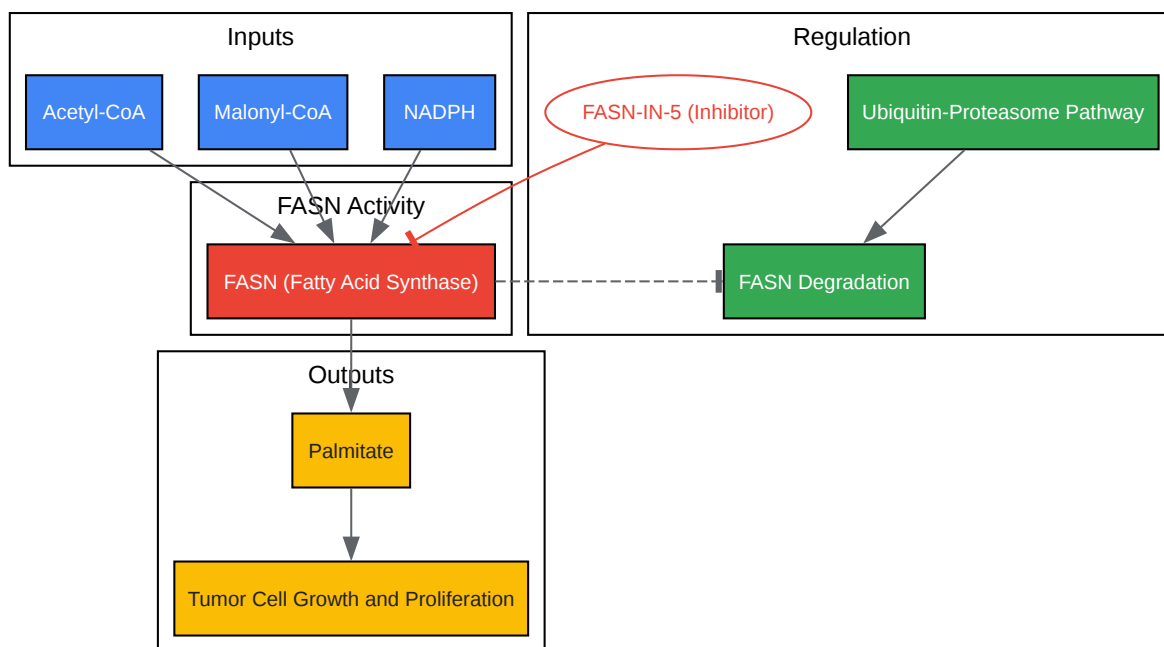 Inputs
Regulation
Acetyl-CoA
Malonyl-CoA
NADPH
FASN-IN-5 (Inhibitor)
Ubiquitin-Proteasome Pathway
FASN Activity
FASN (Fatty Acid Synthase)
FASN Degradation
Outputs
Palmitate
Tumor Cell Growth and Proliferation